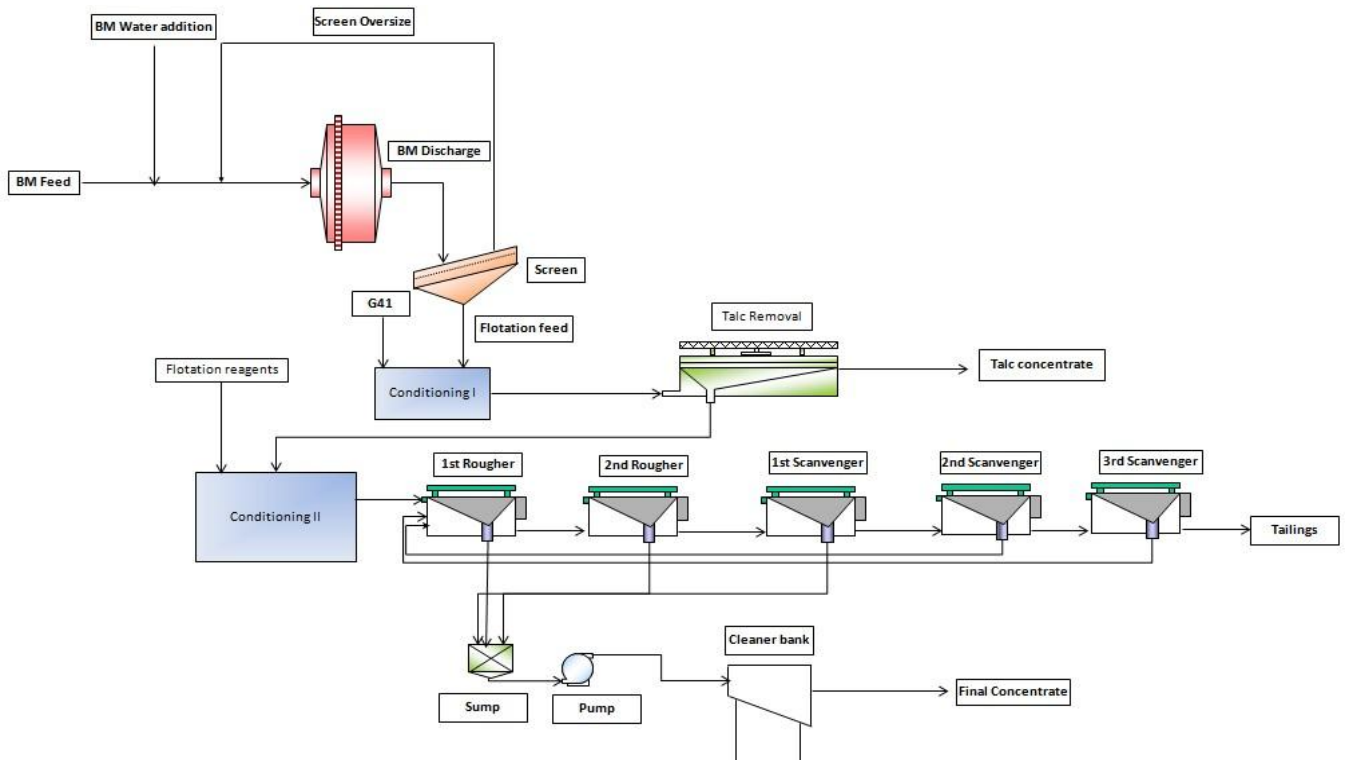 Screen Oversize
BM Water addition
BM Discharge
BM Feed
Screen
G41
Flotation feed
Talc Removal
Talc concentrate
Flotation reagents
Conditioning I
1st Rougher
2nd Rougher
1st Scanvenger
2nd Scanvenger
3rd Scanvenger
Conditioning II
Tailings
Cleaner bank
Final Concentrate
Sump
Pump